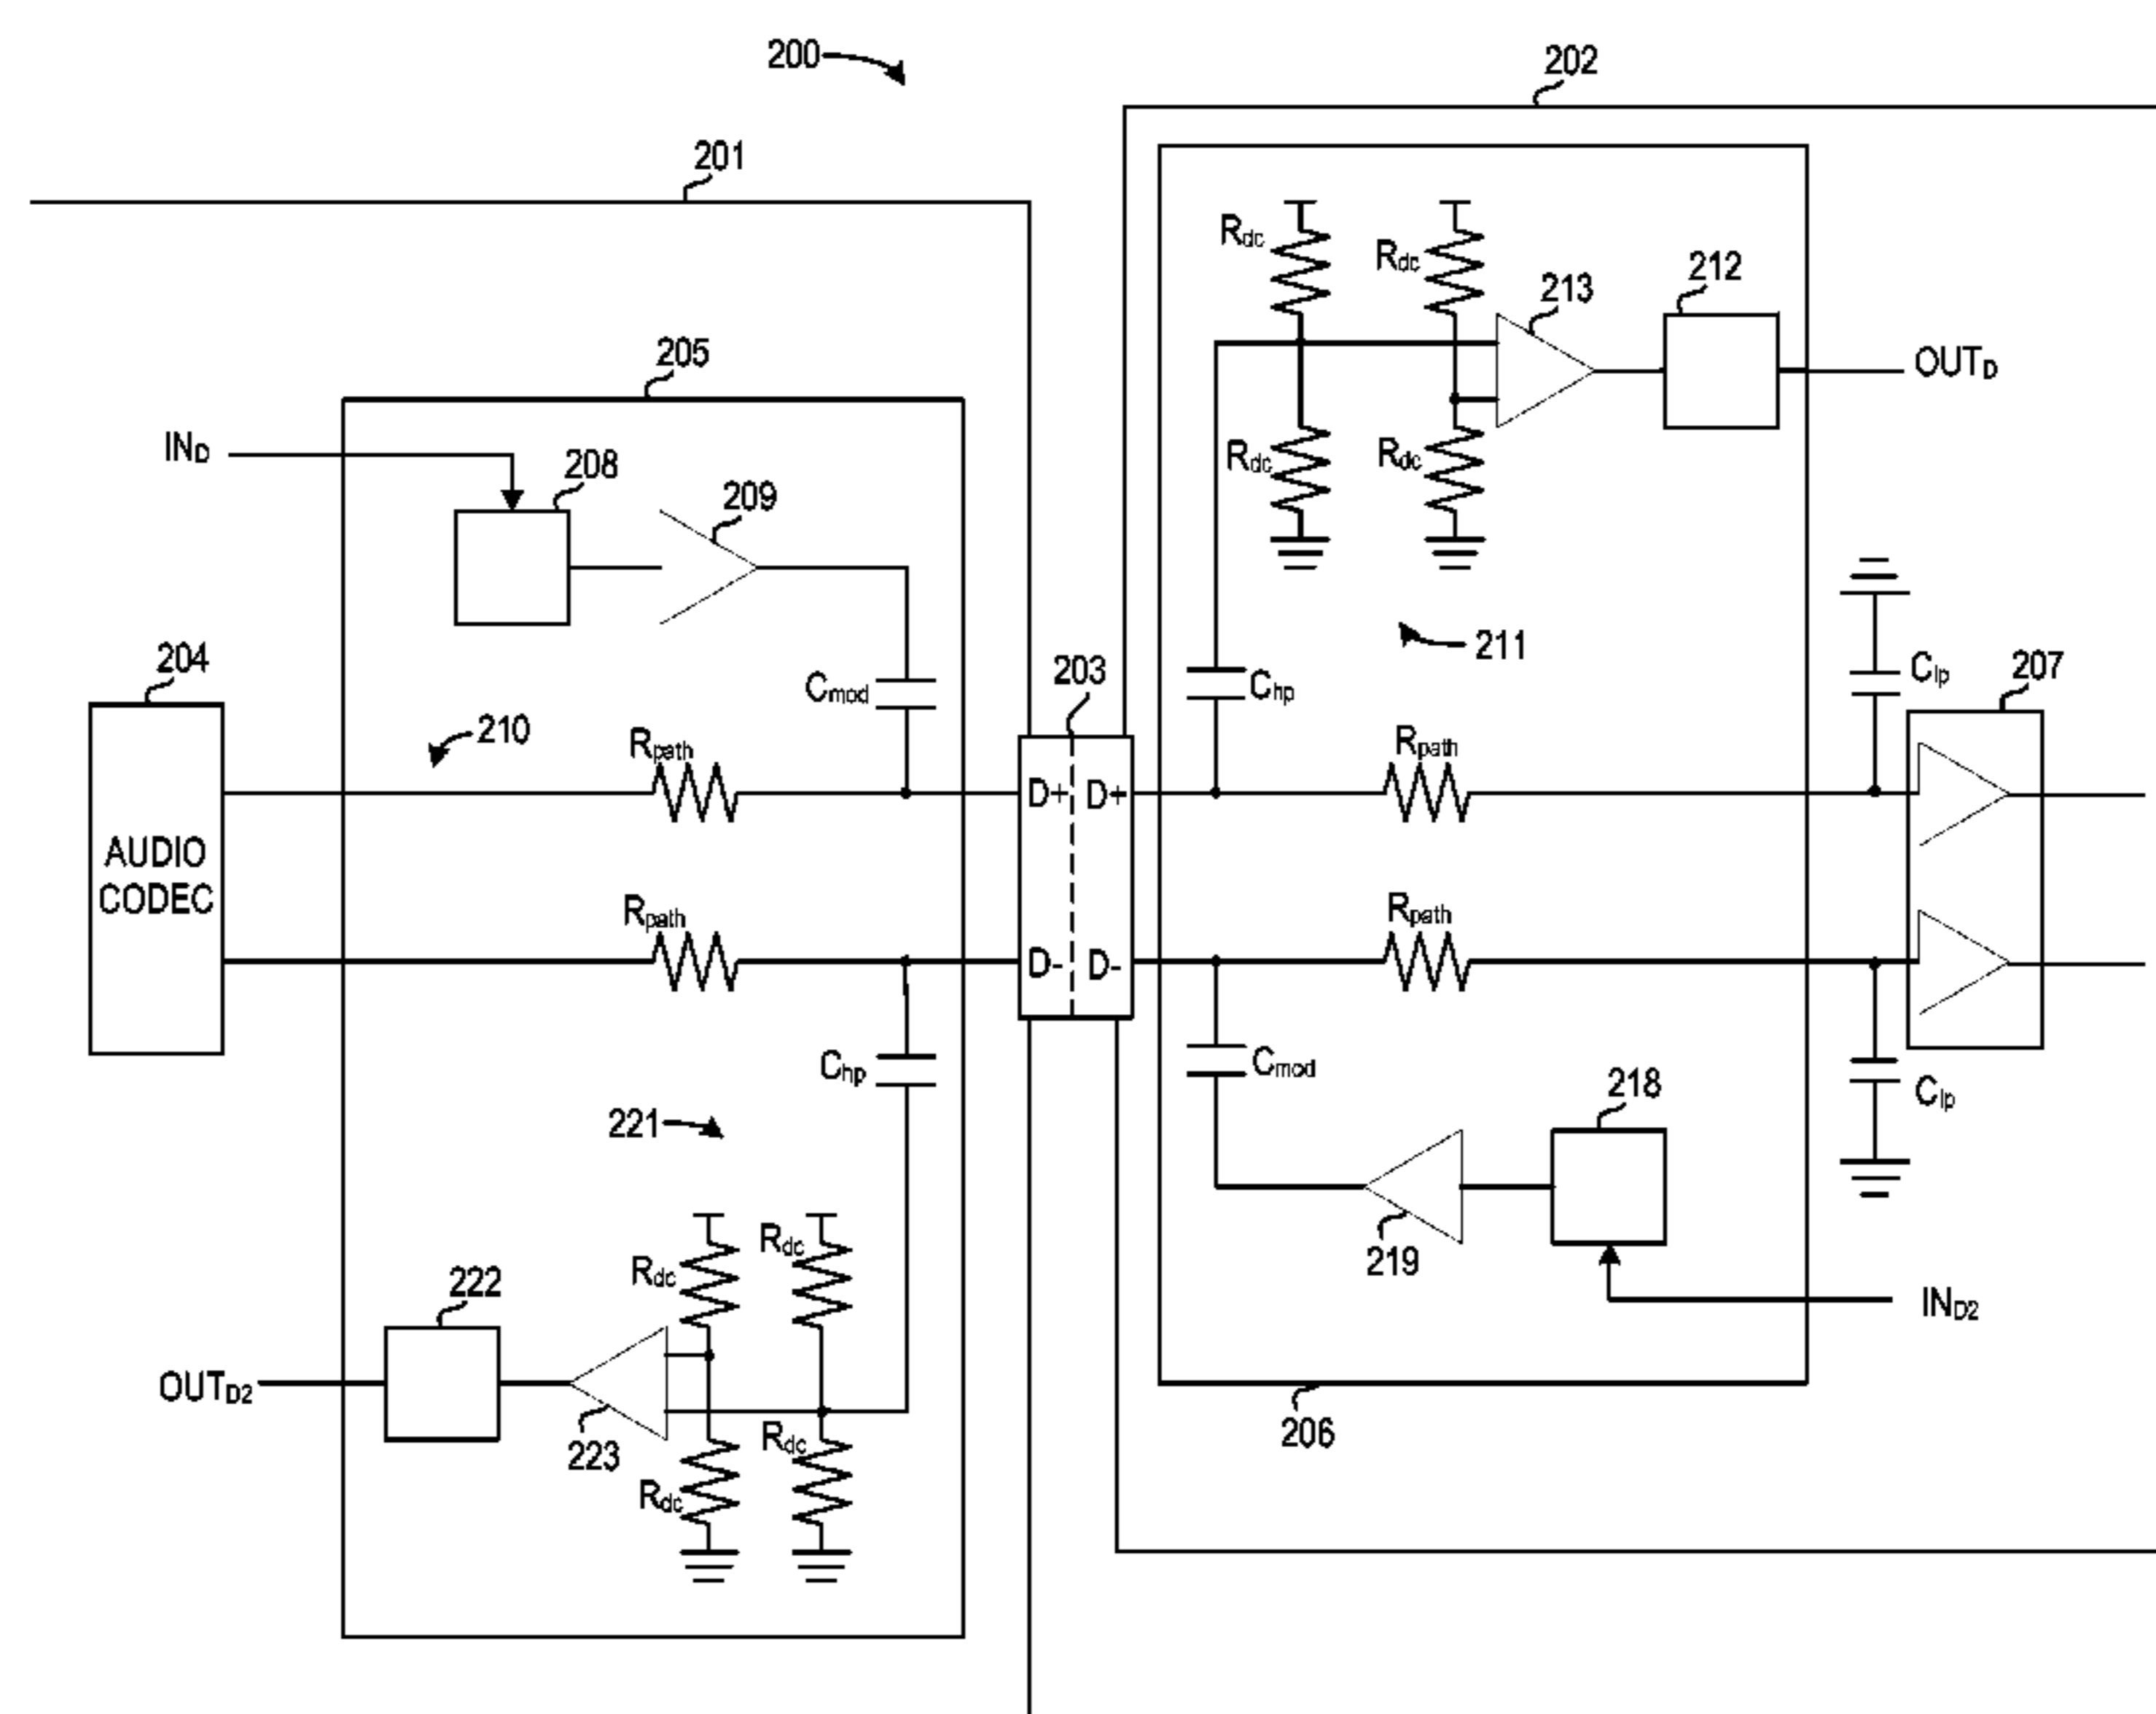 200
202
201
Rdc
Rdc
213
212
OUTD
205
IND
208
209
Rdc
Rdc
204
210
Cmod
203
Chp
211
Clp
207
Rpath
Rpath
D+
D+
AUDIO
CODEC
Rpath
Rpath
D-
D-
Chp
Cmod
218
Clp
221
219
222
Rdc
Rdc
IND2
OUTD2
223
Rdc
Rdc
206